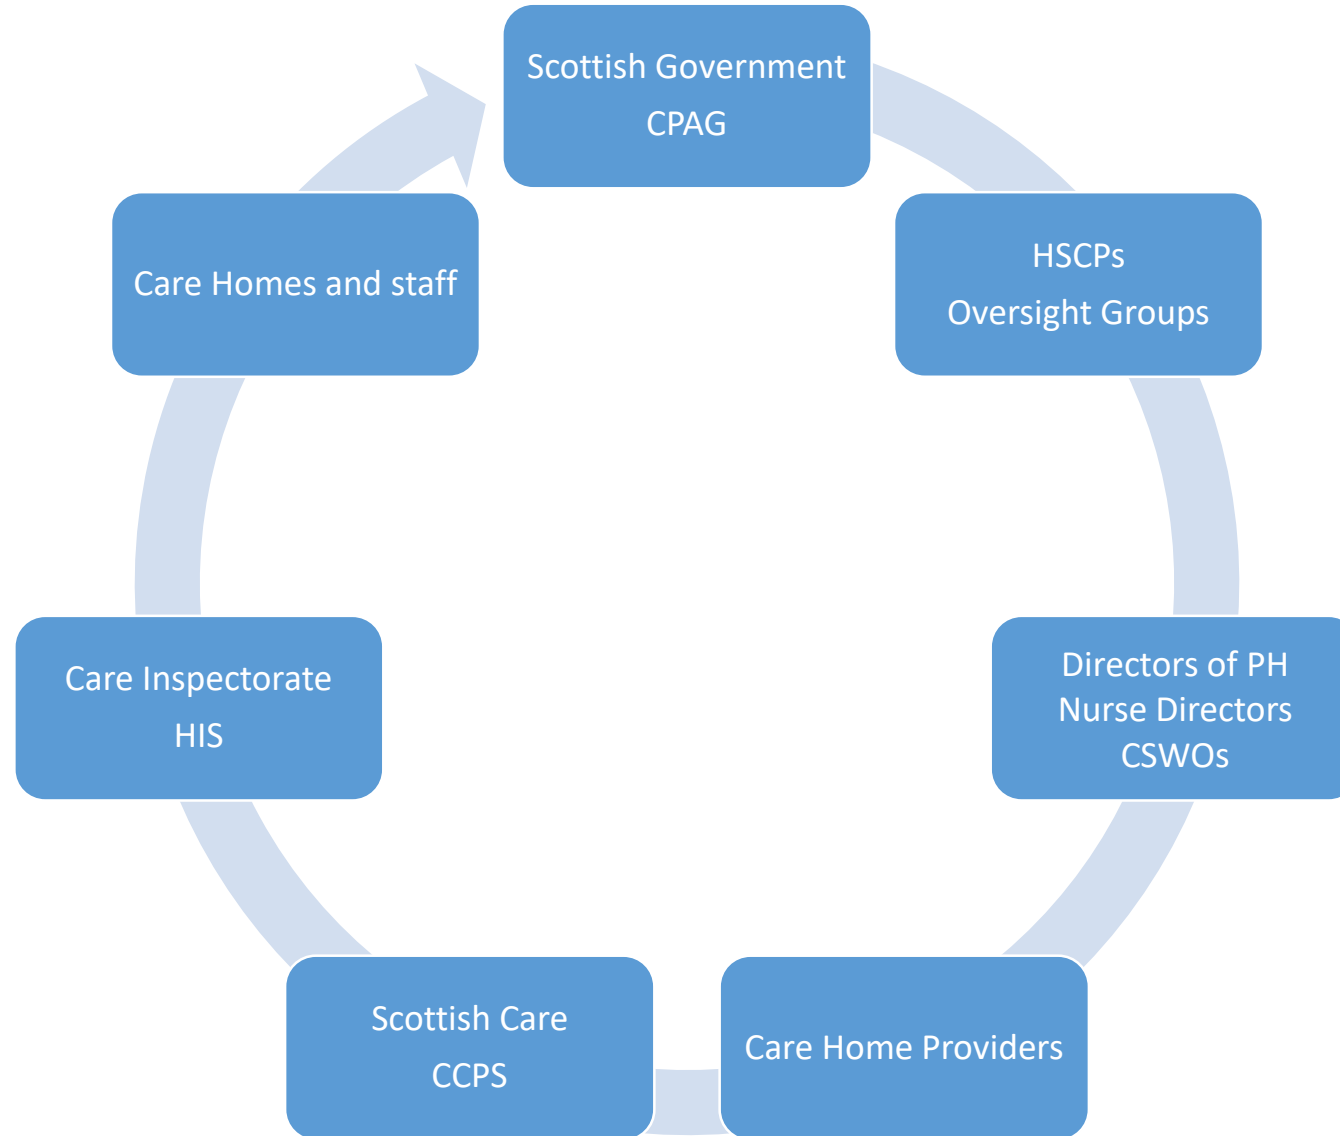 Scottish Government
CPAG
HSCPs
Oversight Groups
Directors of PH
Nurse Directors
CSWOs
Care Home Providers
Scottish Care
CCPS
Care Inspectorate
HIS
Care Homes and staff